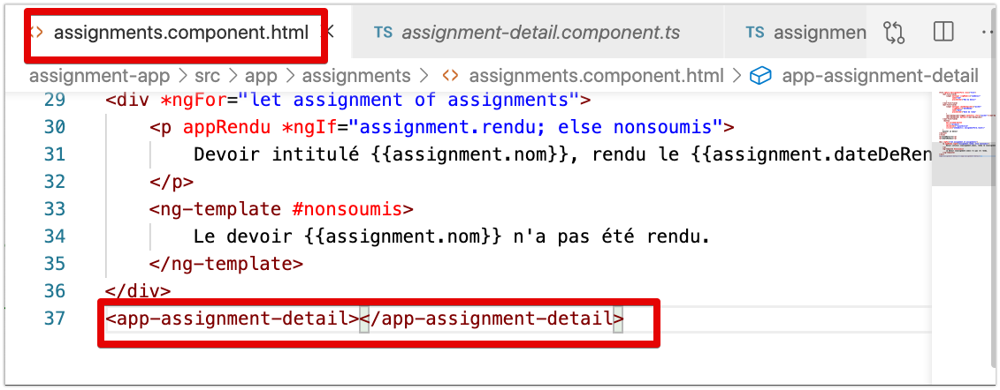 <> assignments.component.html × TS assignment-detail.component.ts TS assignmen
assignment-app > src > app > assignments > <> assignments.component.html > app-assignment-detail
29 <div *ngFor="let assignment of assignments">
30 <p appRendu *ngIf="assignment.rendu; else nonsoumis">
31 Devoir intitulé {{assignment.nom}}, rendu le {{assignment.dateDeRen
32 </p>
33 <ng-template #nonsoumis>
34 Le devoir {{assignment.nom}} n'a pas été rendu.
35 </ng-template>
36 </div>
37 <app-assignment-detail></app-assignment-detail>